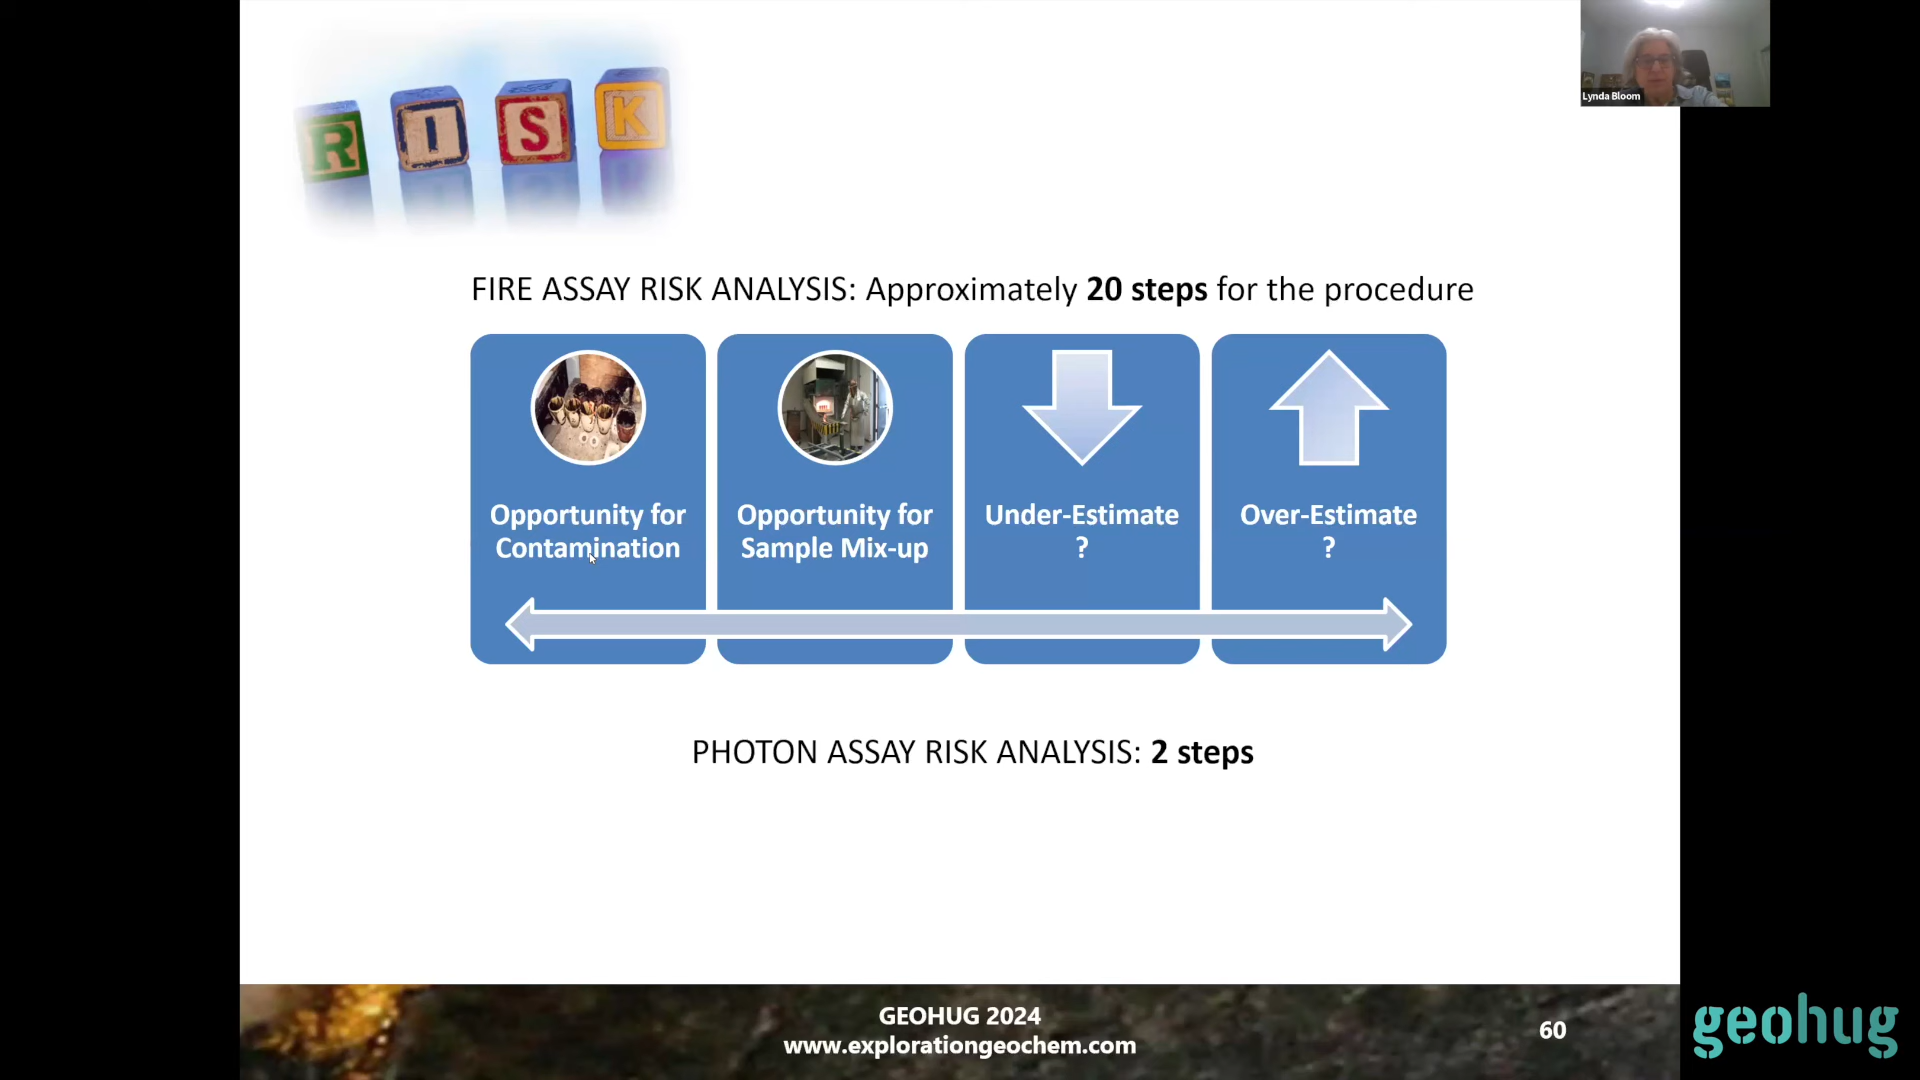 RISK
Lynda Bloom
FIRE ASSAY RISK ANALYSIS: Approximately 20 steps for the procedure
Opportunity for
Contamination
Opportunity for
Sample Mix-up
Under-Estimate
?
Over-Estimate
?
PHOTON ASSAY RISK ANALYSIS: 2 steps
GEOHUG 2024
www.explorationgeochem.com
60
geohug